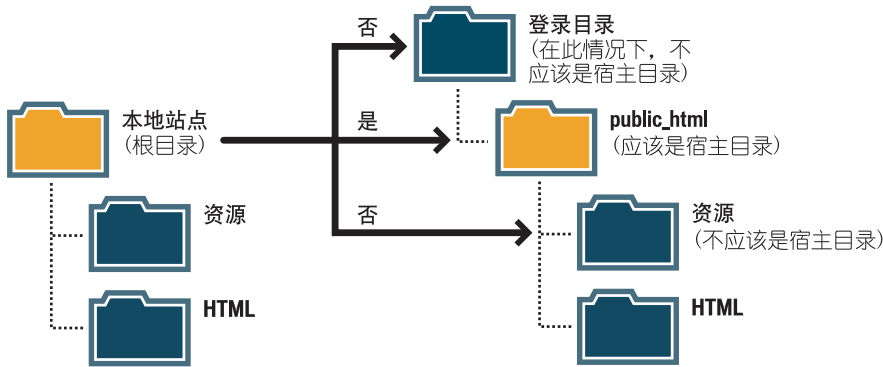 否
登录目录
(在此情况下，不
应该是宿主目录)
本地站点
(根目录)
是
public_html
(应该是宿主目录)
资源
否
资源
(不应该是宿主目录)
HTML
HTML